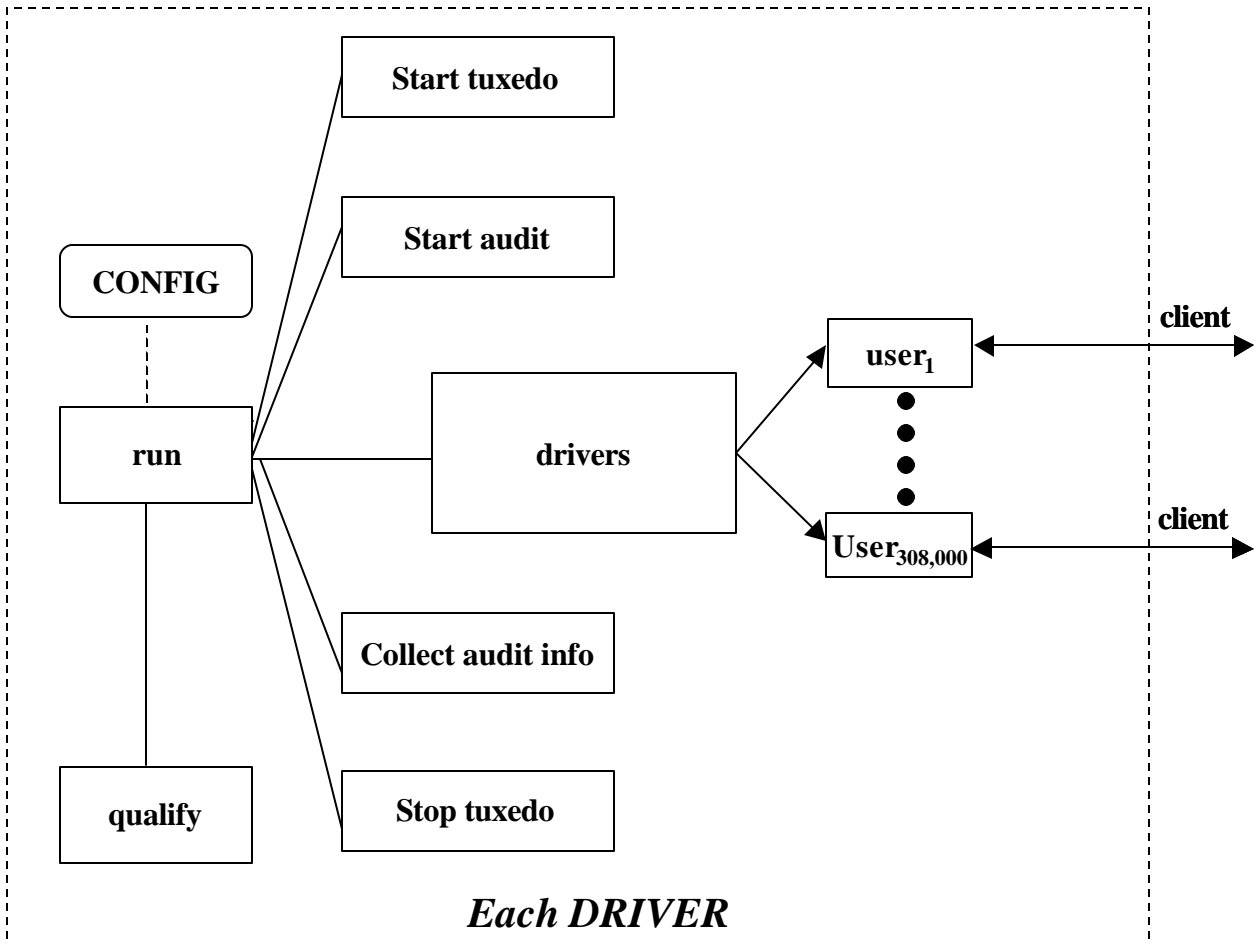 Start tuxedo
Start audit
CONFIG
client
user1
run
drivers
client
User308,000
Collect audit info
Stop tuxedo
qualify
Each DRIVER